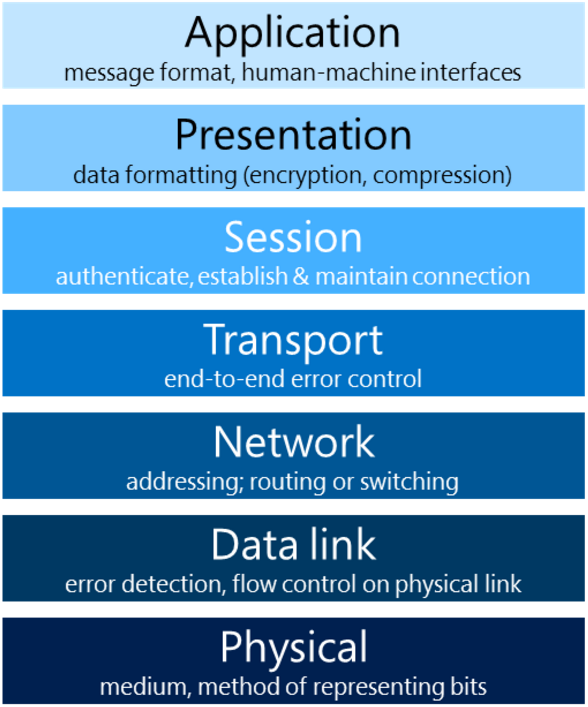 Application
message format, human-machine interfaces
Presentation
data formatting (encryption, compression)
Session
authenticate, establish & maintain connection
Transport
end-to-end error control
Network
addressing; routing or switching
Data link
error detection, flow control on physical link
Physical
medium, method of representing bits